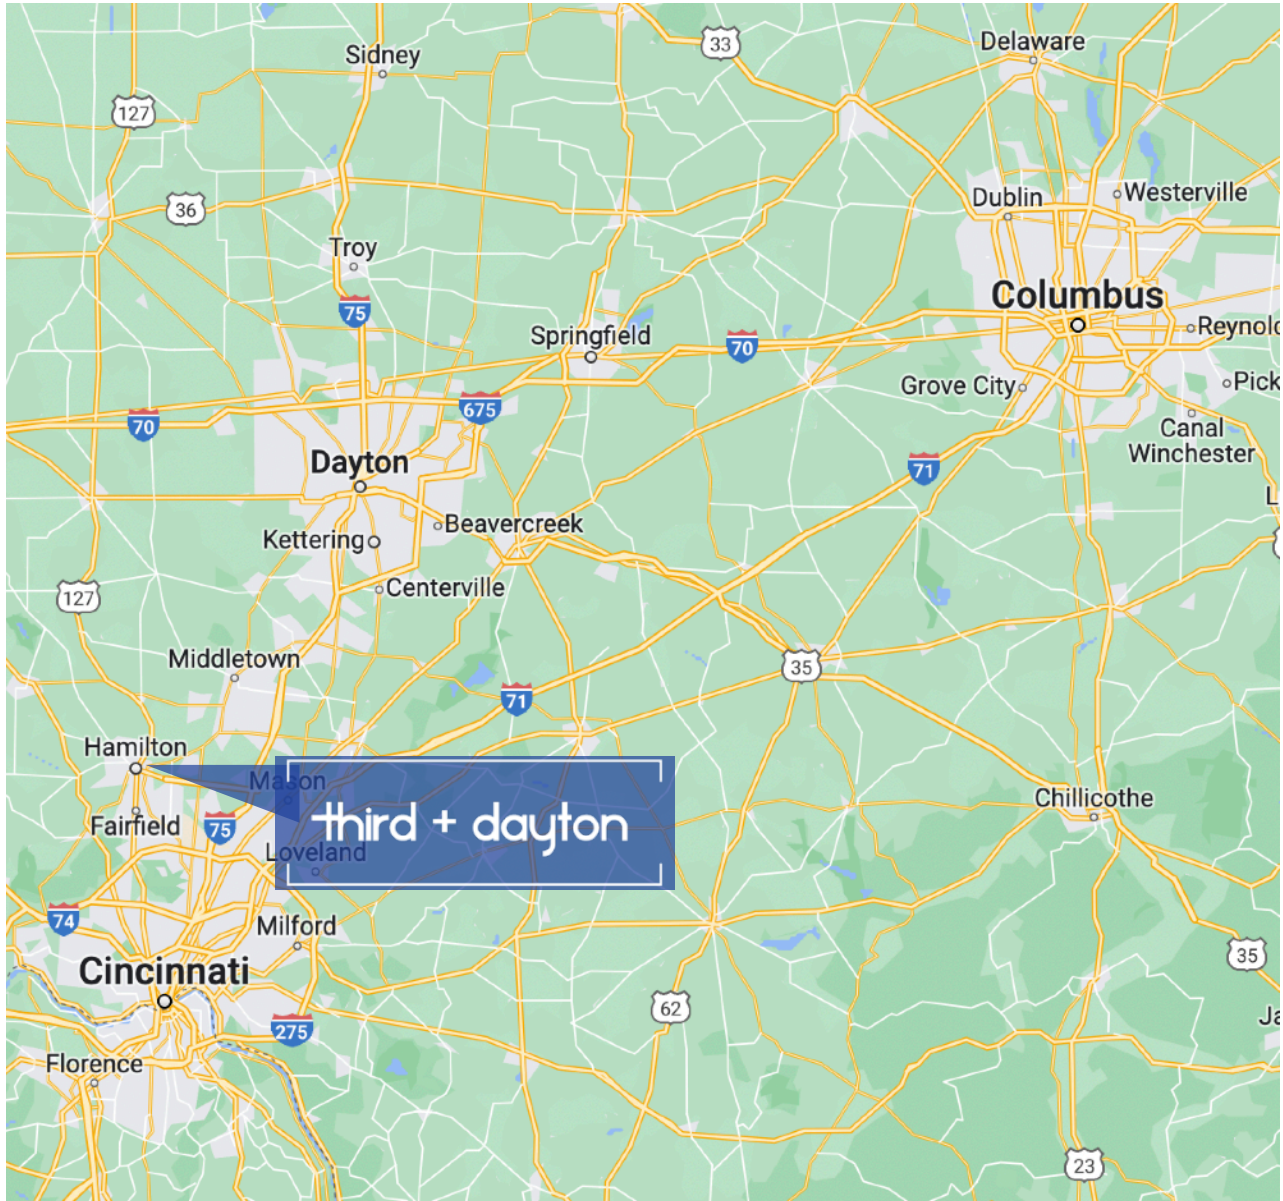 Sidney
33
Delaware
127
36
Dublin
Westerville
Troy
75
Columbus
Springfield
70
Reynol
Grove City
Pick
675
70
Canal
Winchester
Dayton
71
L
Beavercreek
Kettering
Centerville
127
Middletown
35
71
Hamilton
Mason
Chillicothe
Fairfield
75
third + dayton
Loveland
74
Milford
35
Cincinnati
62
275
Ja
Florence
23